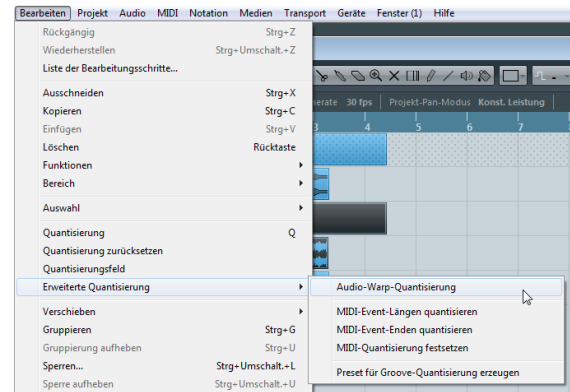 Bearbeiten Projekt Audio MIDI Notation Medien Transport Geräte Fenster (1) Hilfe
Rückgängig Strg+Z
Wiederherstellen Strg+Umschalt.+Z
Liste der Bearbeitungsschritte...
Ausschneiden Strg+X
Kopieren Strg+C
Einfügen Strg+V
Löschen Rücktaste
Funktionen
Bereich
Auswahl
Quantisierung Q
Quantisierung zurücksetzen
Quantisierungsfeld
Erweiterte Quantisierung
Verschieben
Gruppieren Strg+G
Gruppierung aufheben Strg+U
Sperren... Strg+Umschalt.+L
Sperre aufheben Strg+Umschalt.+U
30 fps Projekt-Pan-Modus Konst. Leistung
3 4 5 6 7
Audio-Warp-Quantisierung
MIDI-Event-Längen quantisieren
MIDI-Event-Enden quantisieren
MIDI-Quantisierung festsetzen
Preset für Groove-Quantisierung erzeugen